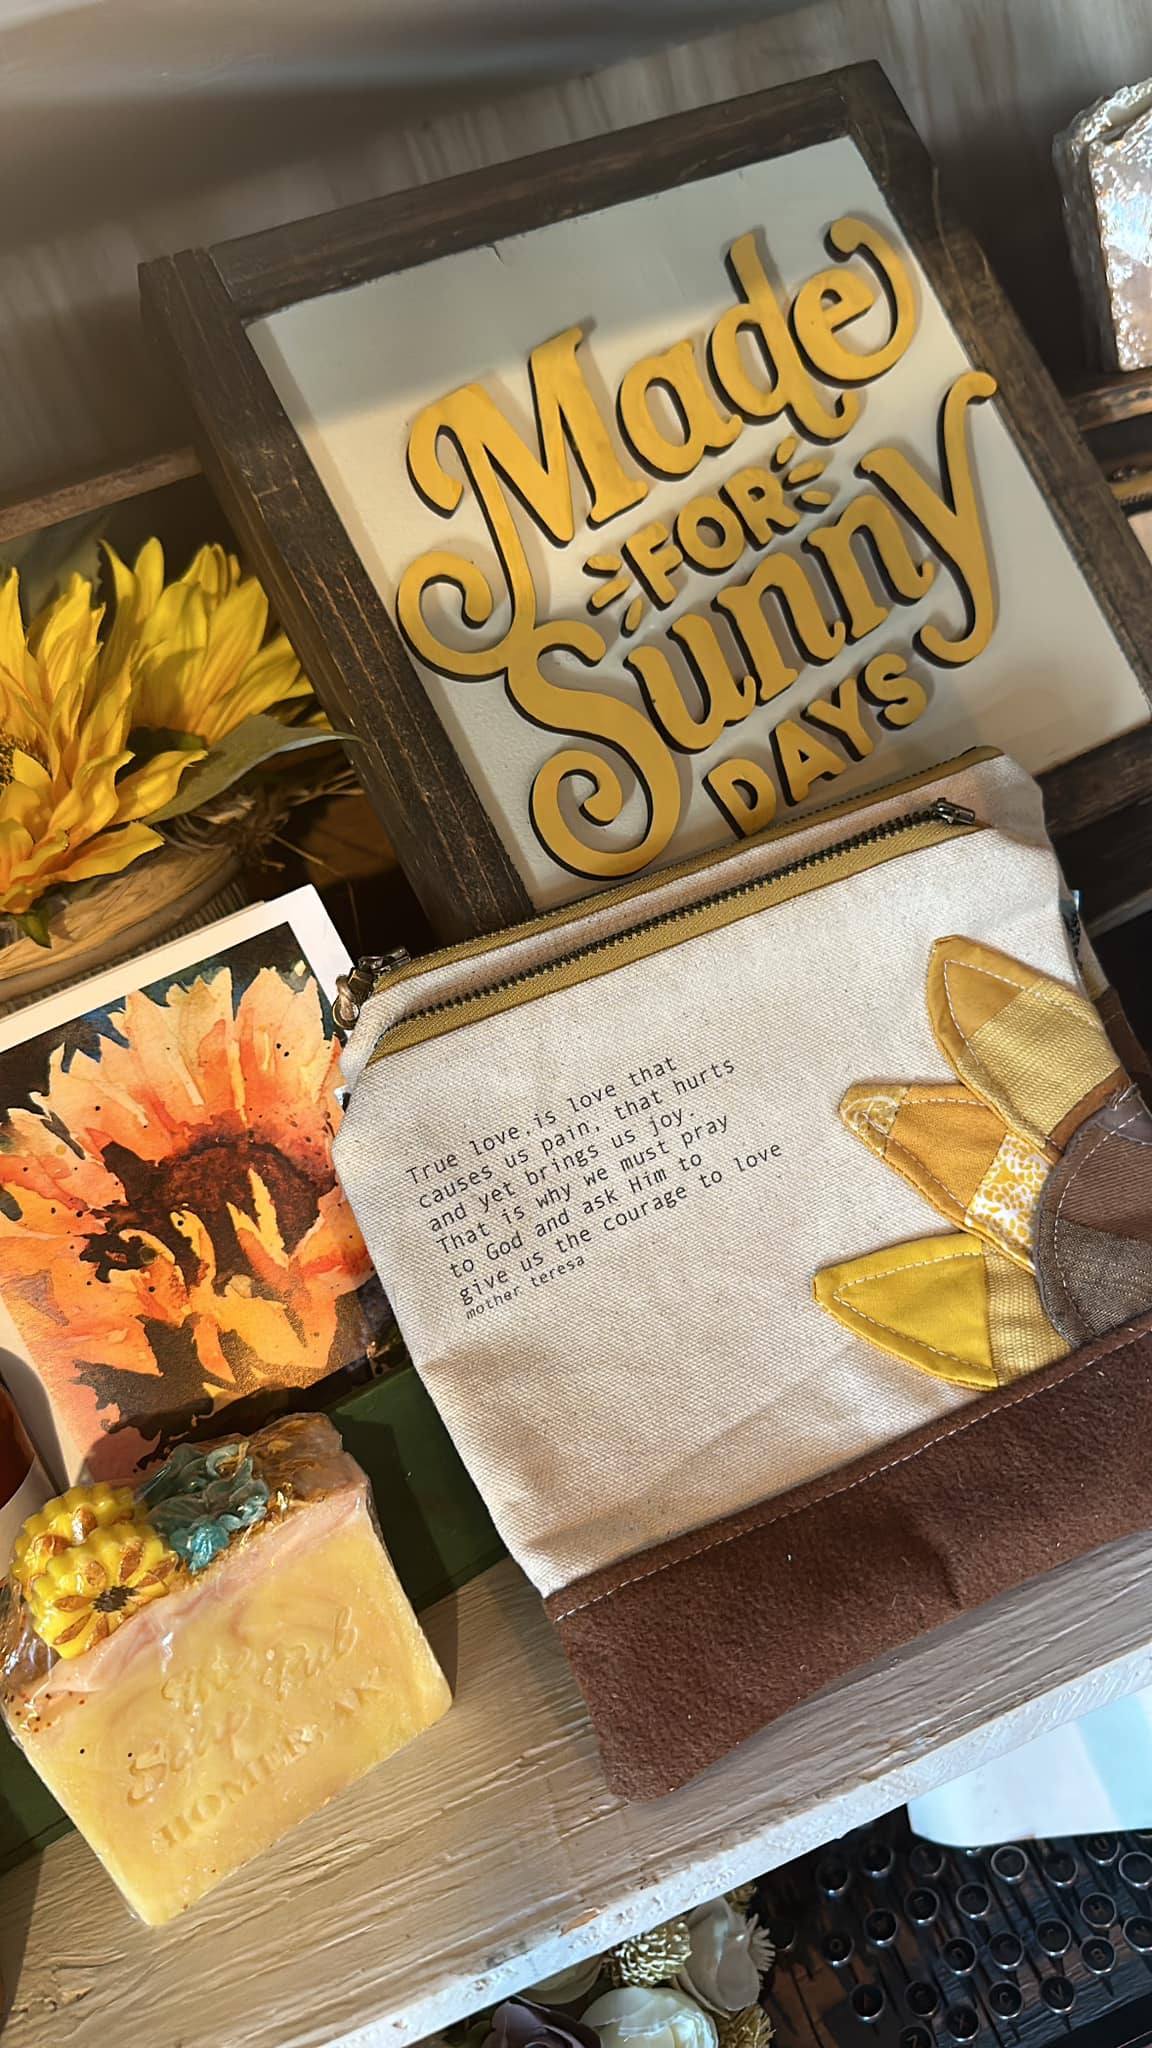 Made
FOR
Sunny
DAYS
True love is love that
causes us pain, that hurts
and yet brings us joy.
That is why we must pray
to God and ask Him to
give us the courage to love
mother teresa
The
Soap Pub
HOMER, AK